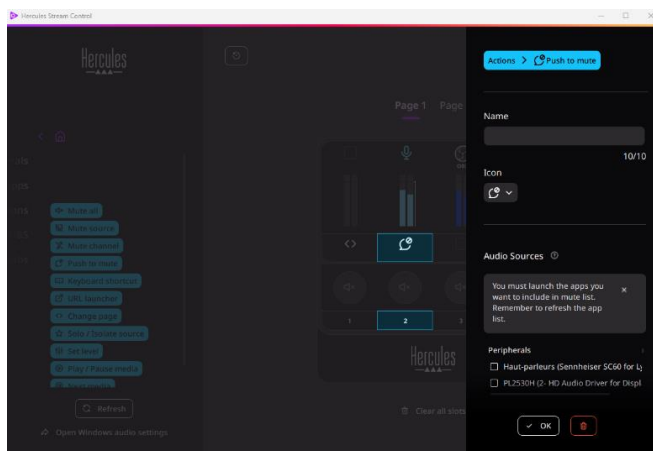 Hercules Stream Control
Hercules
Actions > Push to mute
Page 1 Page
Name
10/10
Icon
Mute all
Mute source
Mute channel
Push to mute
Keyboard shortcut
URL launcher
Change page
Solo / Isolate source
Set level
Play / Pause media
Next media
Audio Sources
You must launch the apps you
want to include in mute list.
Remember to refresh the app
list.
Peripherals
Haut-parleurs (Sennheiser SC60 for Ly
PL2530H (2- HD Audio Driver for Displ
1 2 3
Hercules
Refresh
Clear all slots
OK
Open Windows audio settings